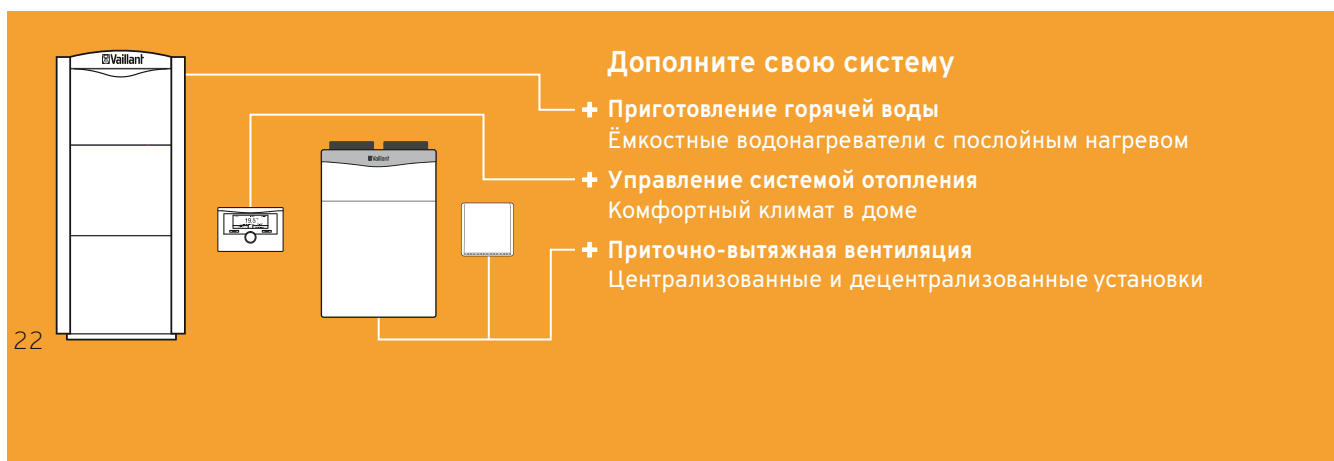 Vaillant
Дополните свою систему
+ Приготовление горячей воды
Ёмкостные водонагреватели с послойным нагревом
Vaillant
+ Управление системой отопления
Комфортный климат в доме
19.5°
+ Приточно-вытяжная вентиляция
Централизованные и децентрализованные установки
22